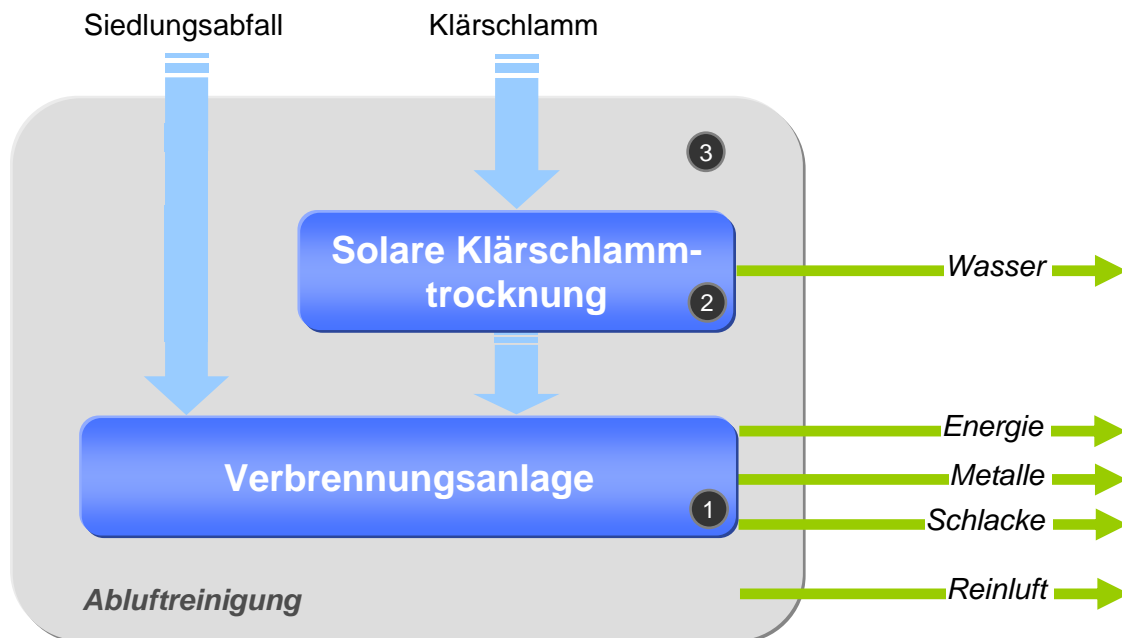 Siedlungsabfall
Klärschlamm
3
Solare Klärschlamm-
trocknung
2
Wasser
Energie
Verbrennungsanlage
Metalle
1
Schlacke
Abluftreinigung
Reinluft